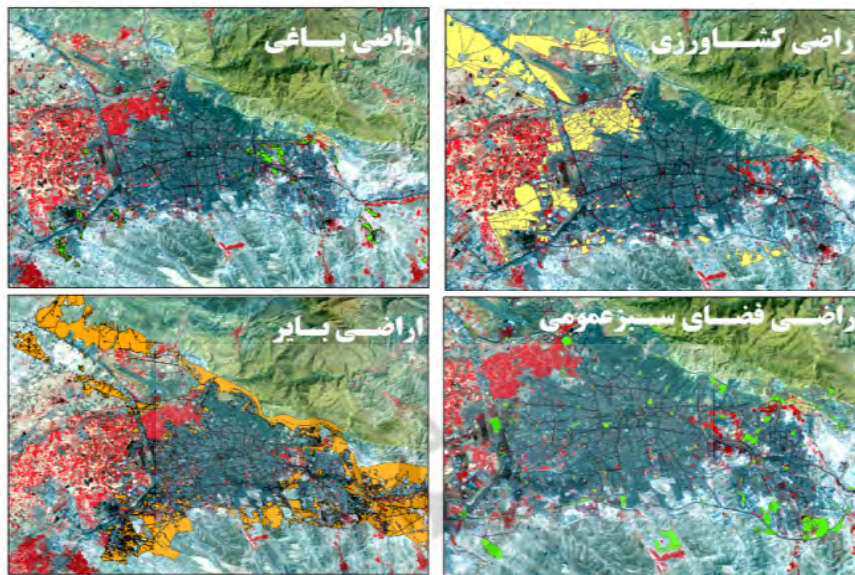 اراضی کشاورزی
اراضی باغی
اراضی فضای سبز عمومی
اراضی بایر